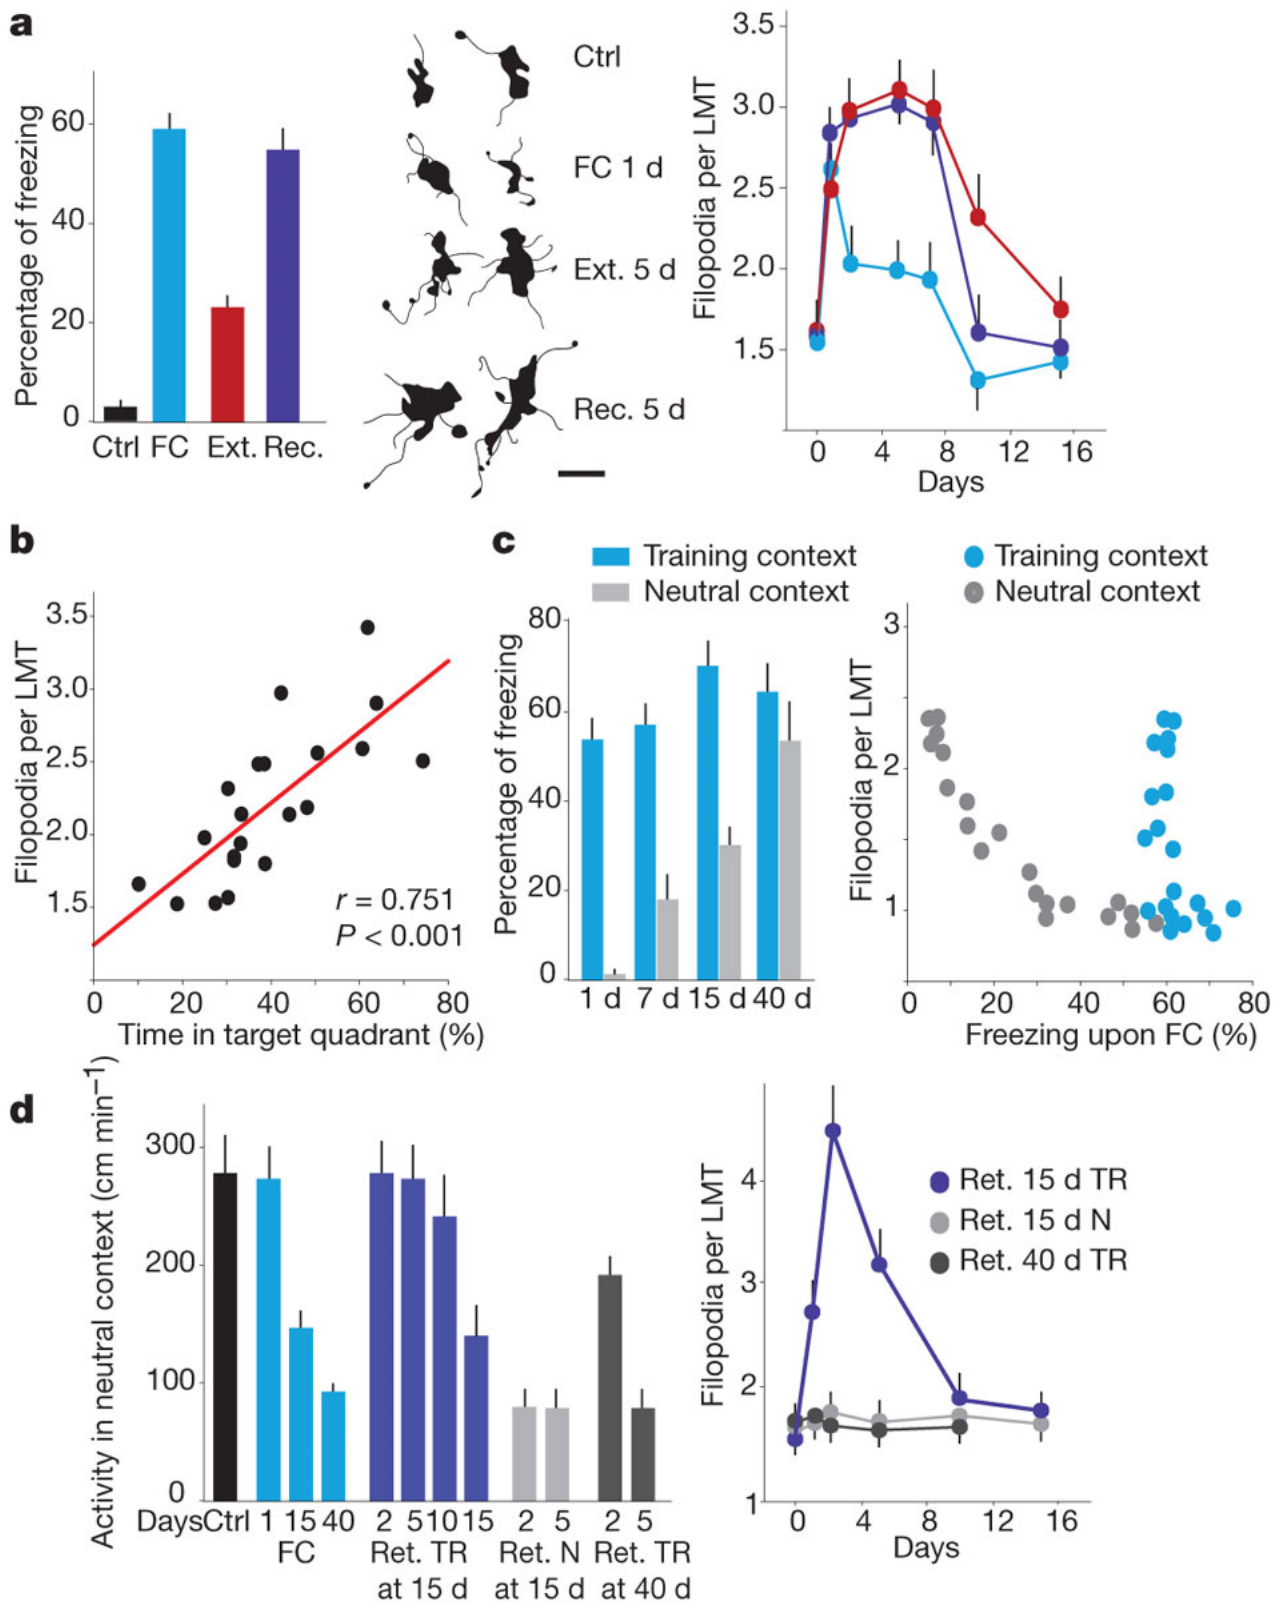 a
Percentage of freezing
60
40
20
0
Ctrl FC Ext. Rec.
Ctrl
FC 1 d
Ext. 5 d
Rec. 5 d
Filopodia per LMT
3.5
3.0
2.5
2.0
1.5
0 4 8 12 16
Days
b
Filopodia per LMT
3.5
3.0
2.5
2.0
1.5
r = 0.751
P < 0.001
0 20 40 60 80
Time in target quadrant (%)
c
Training context
Neutral context
Percentage of freezing
80
60
40
20
0
1 d 7 d 15 d 40 d
Training context
Neutral context
Filopodia per LMT
3
2
1
0 20 40 60 80
Freezing upon FC (%)
d
Activity in neutral context (cm min−1)
300
200
100
0
Days Ctrl 1 15 40 2 5 10 15 2 5 2 5
FC Ret. TR Ret. N Ret. TR
at 15 d at 15 d at 40 d
Filopodia per LMT
4
3
2
1
Ret. 15 d TR
Ret. 15 d N
Ret. 40 d TR
0 4 8 12 16
Days